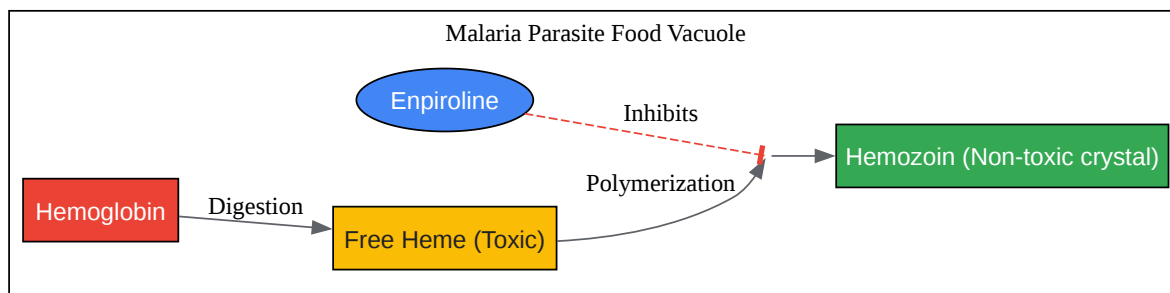 Malaria Parasite Food Vacuole
Enpiroline
Inhibits
Hemozoin (Non-toxic crystal)
Polymerization
Hemoglobin
Digestion
Free Heme (Toxic)